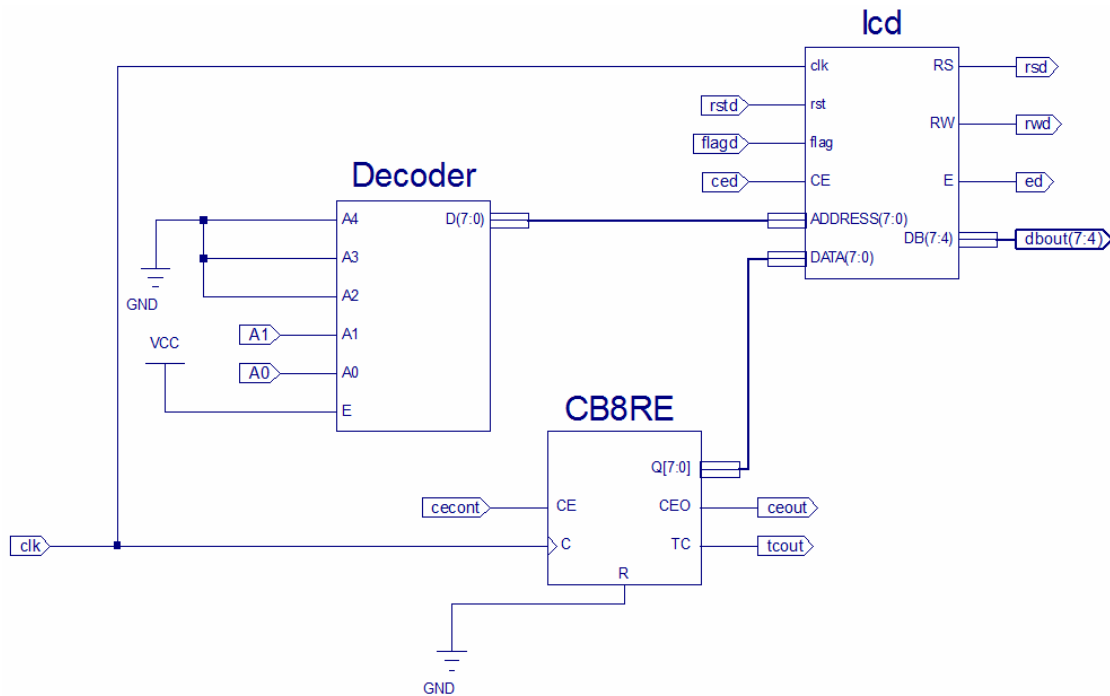 lcd
clk
RS
rsd
rstd
rst
RW
rwd
flagd
flag
ced
CE
E
ed
Decoder
A4
D(7:0)
ADDRESS(7:0)
DB(7:4)
dbout(7:4)
A3
DATA(7:0)
GND
A2
A1
A1
VCC
A0
A0
E
CB8RE
Q[7:0]
cecont
CE
CEO
ceout
clk
C
TC
tcout
R
GND